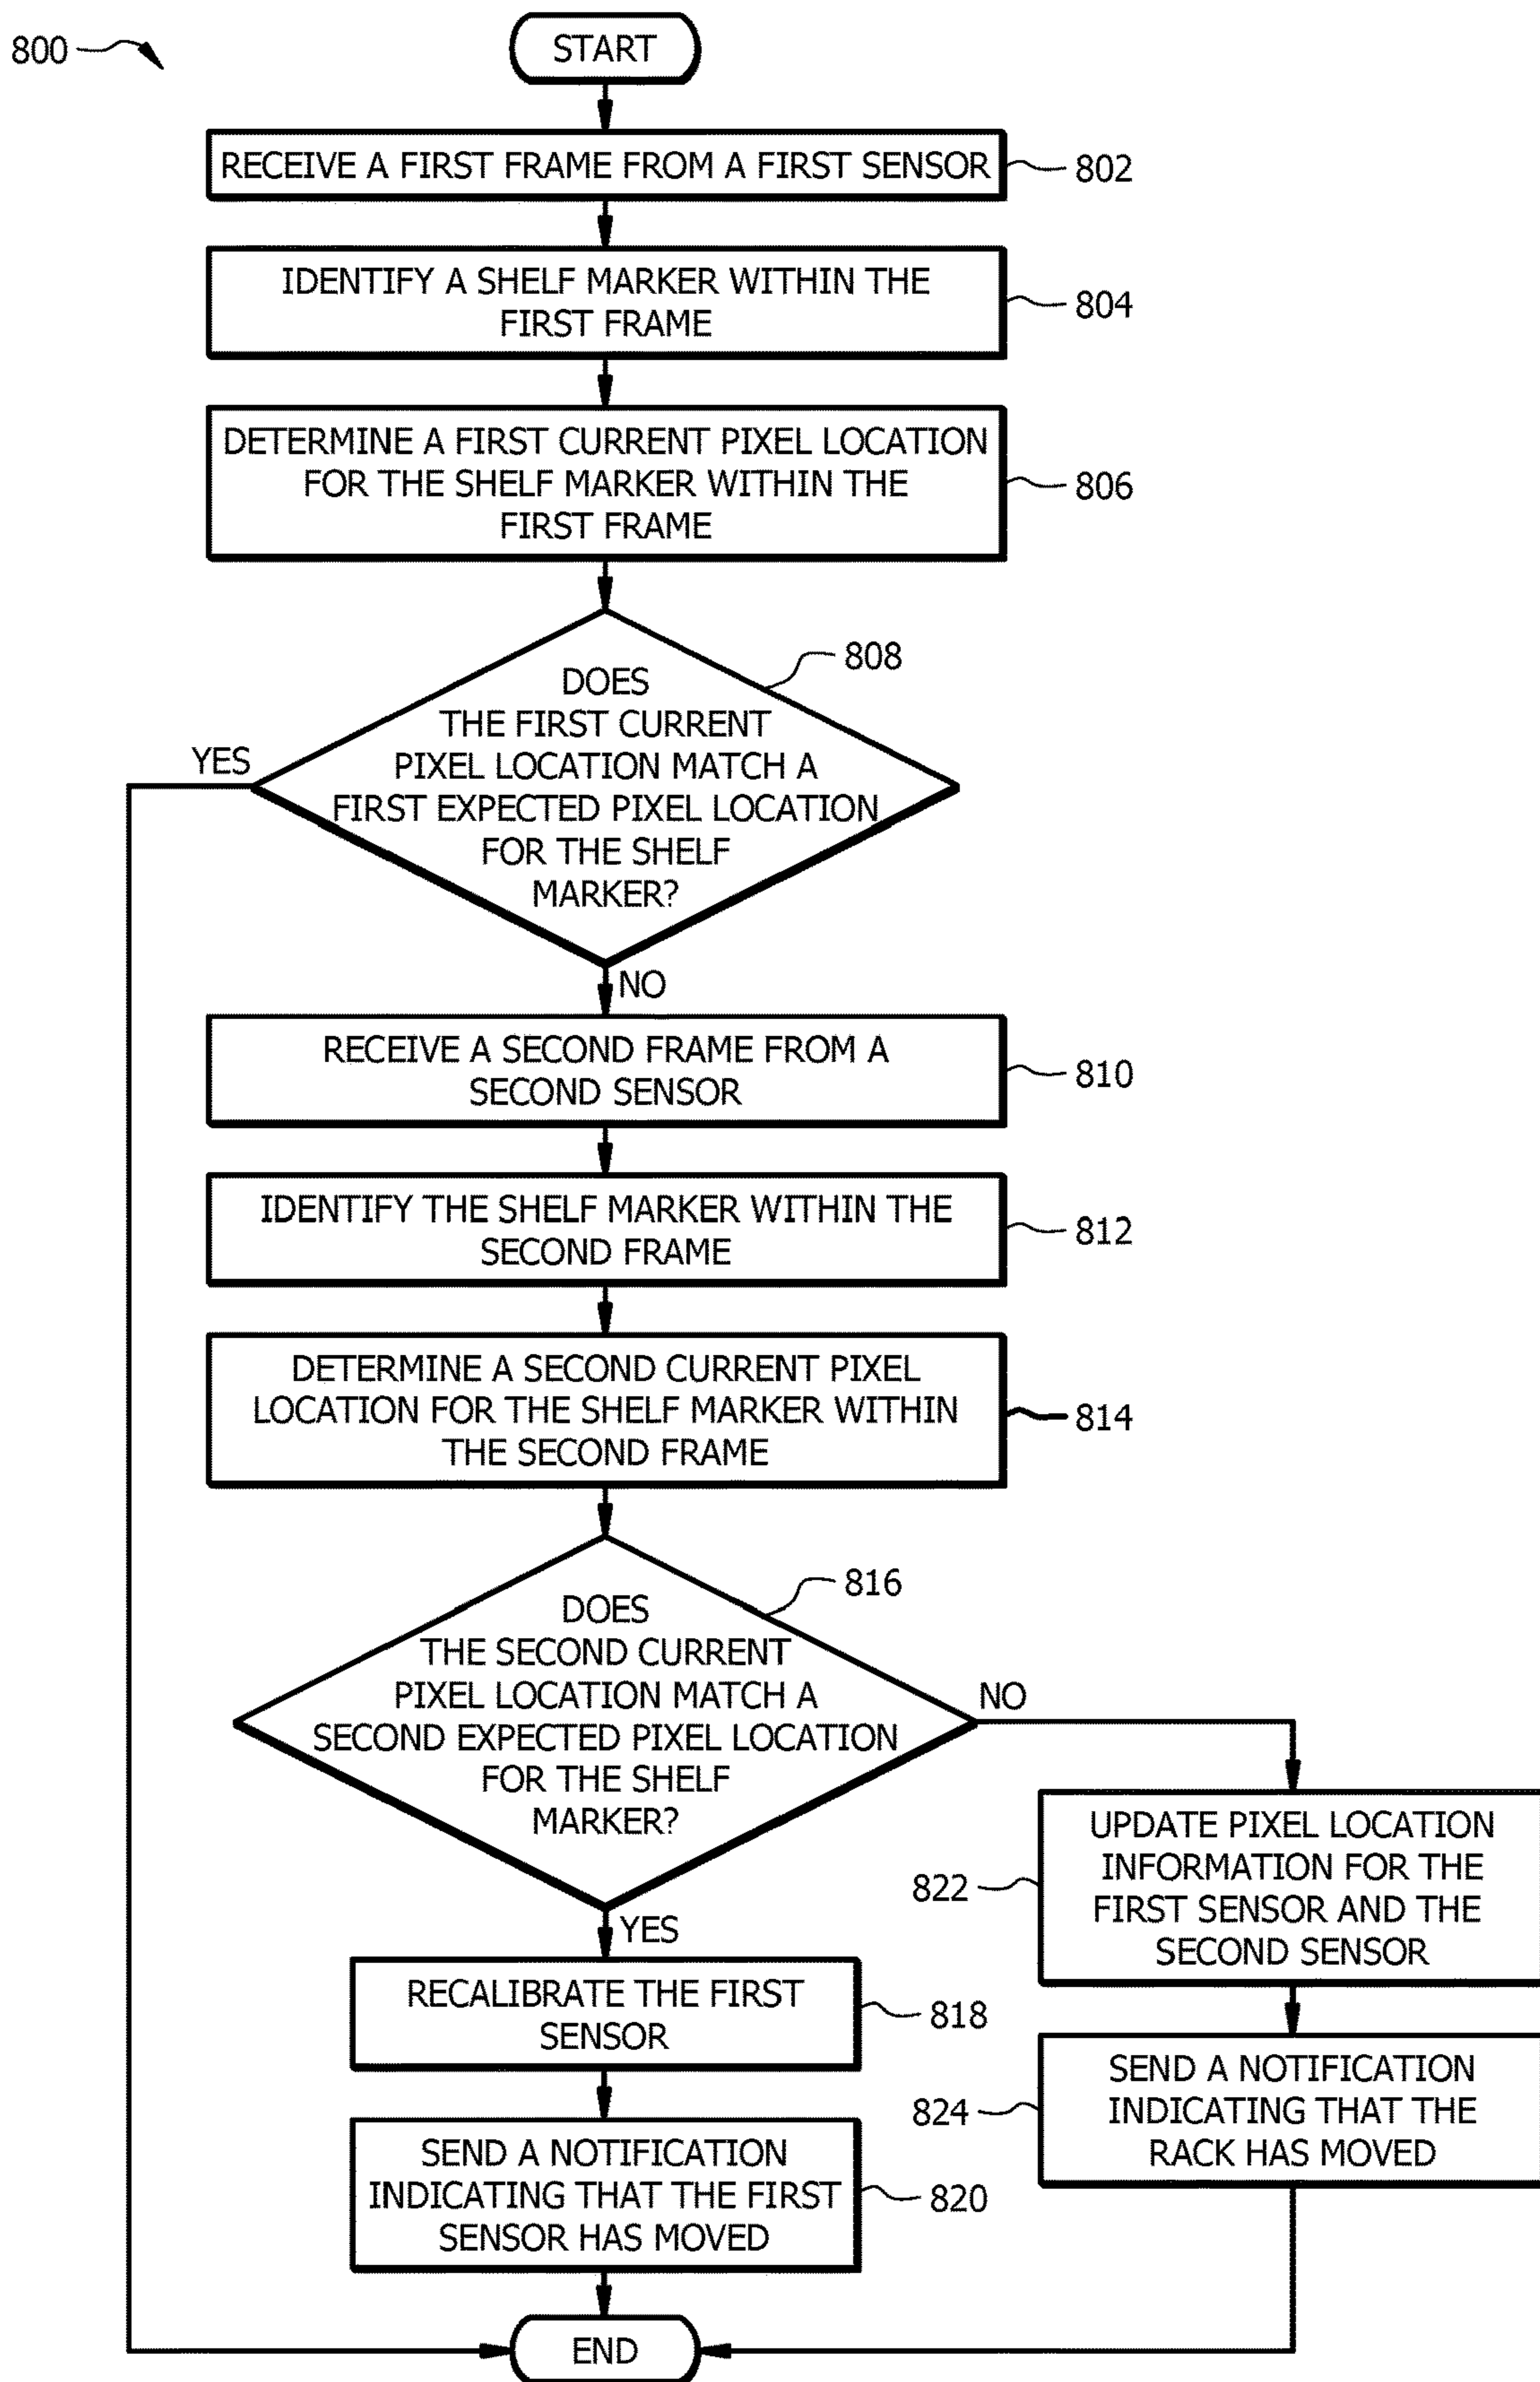 800
START
RECEIVE A FIRST FRAME FROM A FIRST SENSOR
802
IDENTIFY A SHELF MARKER WITHIN THE
FIRST FRAME
804
DETERMINE A FIRST CURRENT PIXEL LOCATION
FOR THE SHELF MARKER WITHIN THE
FIRST FRAME
806
808
DOES
THE FIRST CURRENT
PIXEL LOCATION MATCH A
FIRST EXPECTED PIXEL LOCATION
FOR THE SHELF
MARKER?
YES
NO
RECEIVE A SECOND FRAME FROM A
SECOND SENSOR
810
IDENTIFY THE SHELF MARKER WITHIN THE
SECOND FRAME
812
DETERMINE A SECOND CURRENT PIXEL
LOCATION FOR THE SHELF MARKER WITHIN
THE SECOND FRAME
814
816
DOES
THE SECOND CURRENT
PIXEL LOCATION MATCH A
SECOND EXPECTED PIXEL LOCATION
FOR THE SHELF
MARKER?
NO
YES
UPDATE PIXEL LOCATION
INFORMATION FOR THE
FIRST SENSOR AND THE
SECOND SENSOR
822
RECALIBRATE THE FIRST
SENSOR
818
SEND A NOTIFICATION
INDICATING THAT THE
RACK HAS MOVED
824
SEND A NOTIFICATION
INDICATING THAT THE FIRST
SENSOR HAS MOVED
820
END